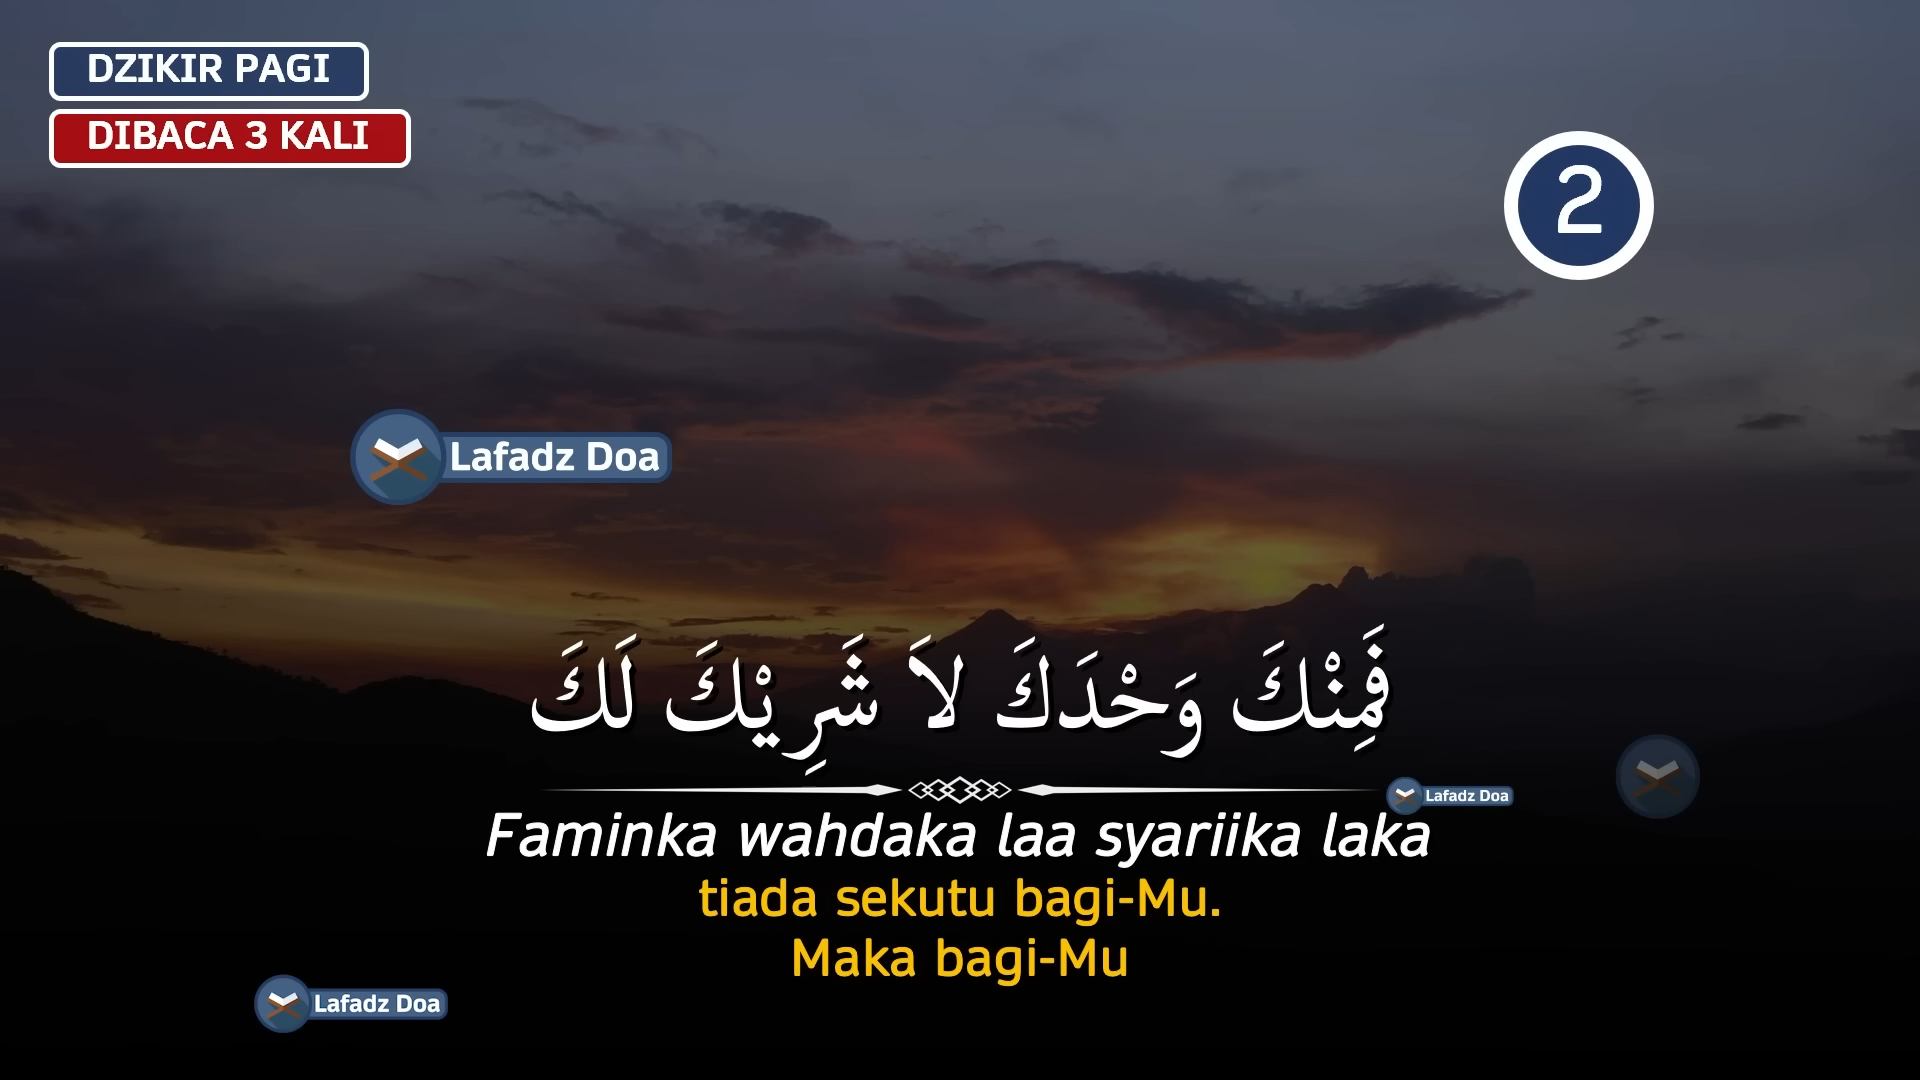 DZIKIR PAGI
DIBACA 3 KALI
2
Lafadz Doa
فَمِنْكَ وَحْدَكَ لاَ شَرِيْكَ لَكَ
Lafadz Doa
Faminka wahdaka laa syariika laka
tiada sekutu bagi-Mu.
Maka bagi-Mu
Lafadz Doa